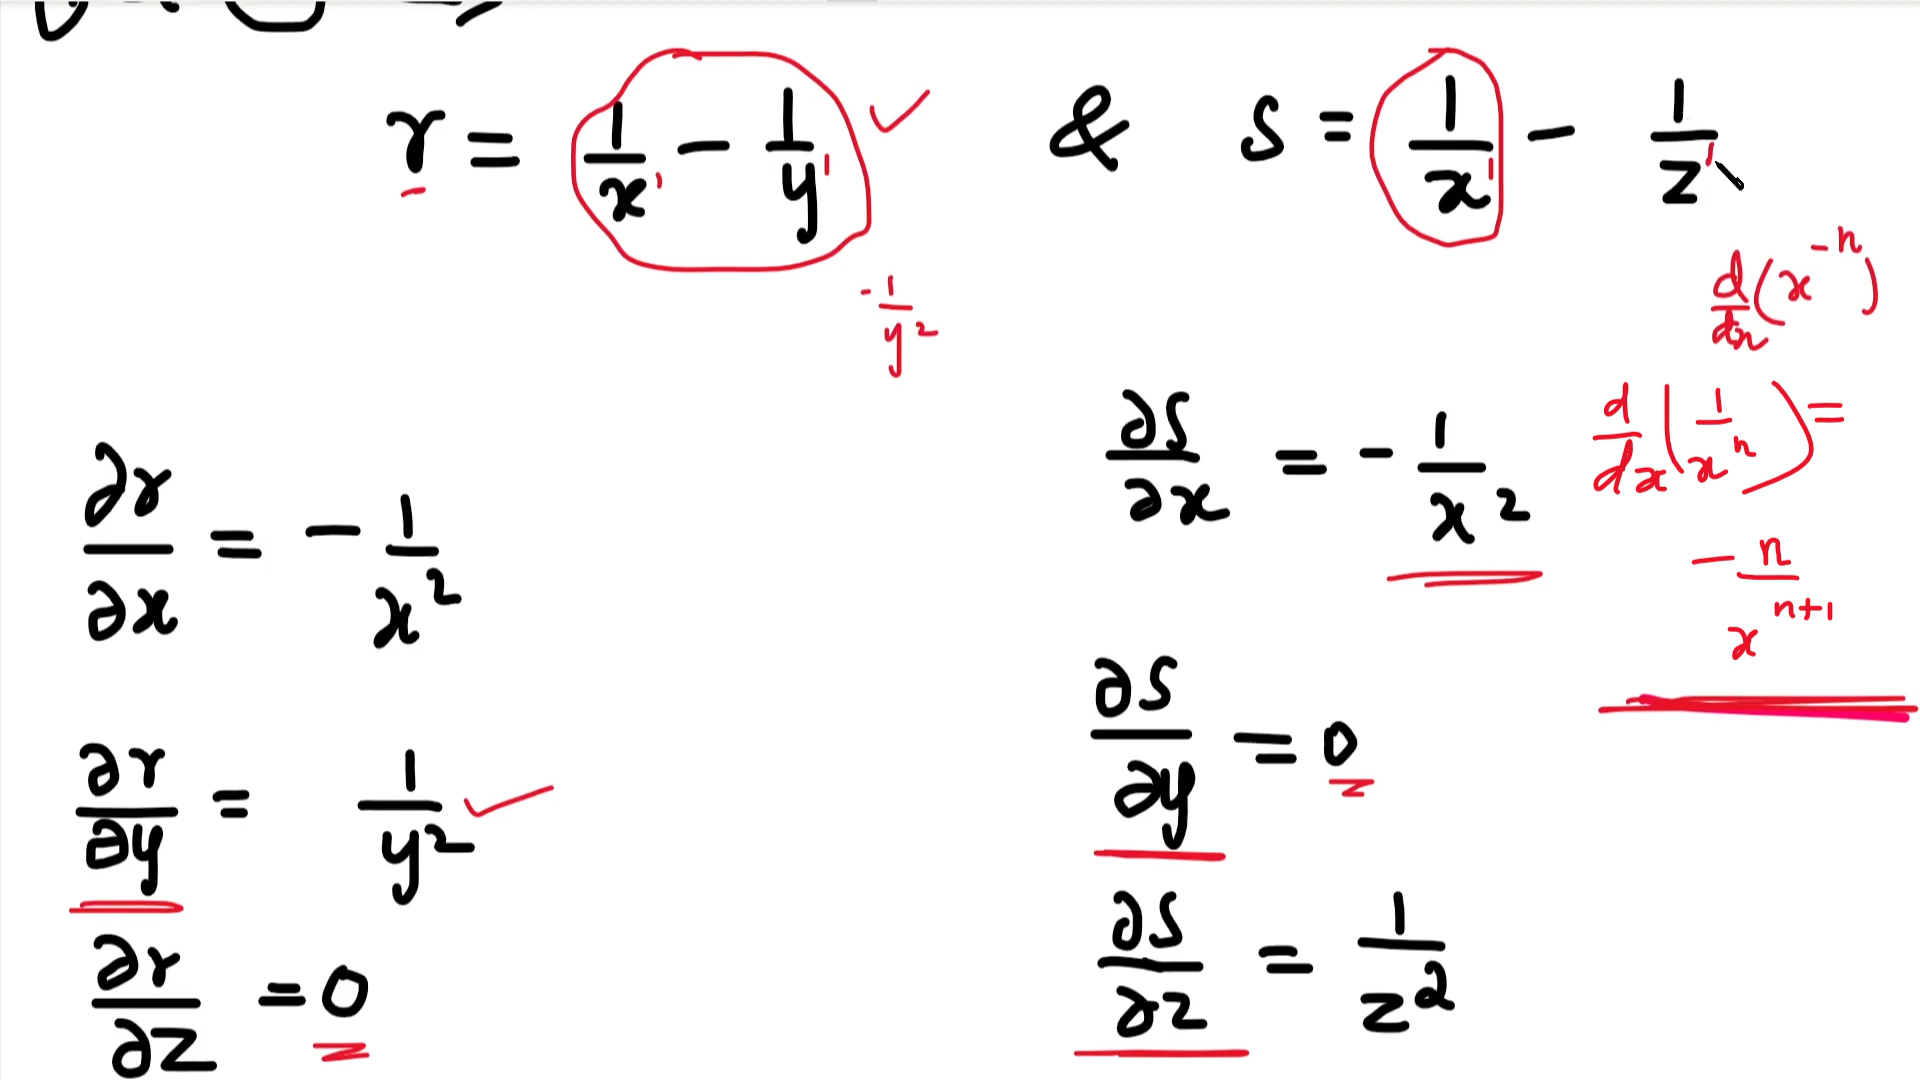 r = 1/x - 1/y & s = 1/x - 1/z
-1/y²
d/dx (x^-n)
d/dx (1/x^n) =
-n/x^(n+1)
∂r/∂x = -1/x²
∂s/∂x = -1/x²
∂r/∂y = 1/y²
∂s/∂y = 0
∂r/∂z = 0
∂s/∂z = 1/z²